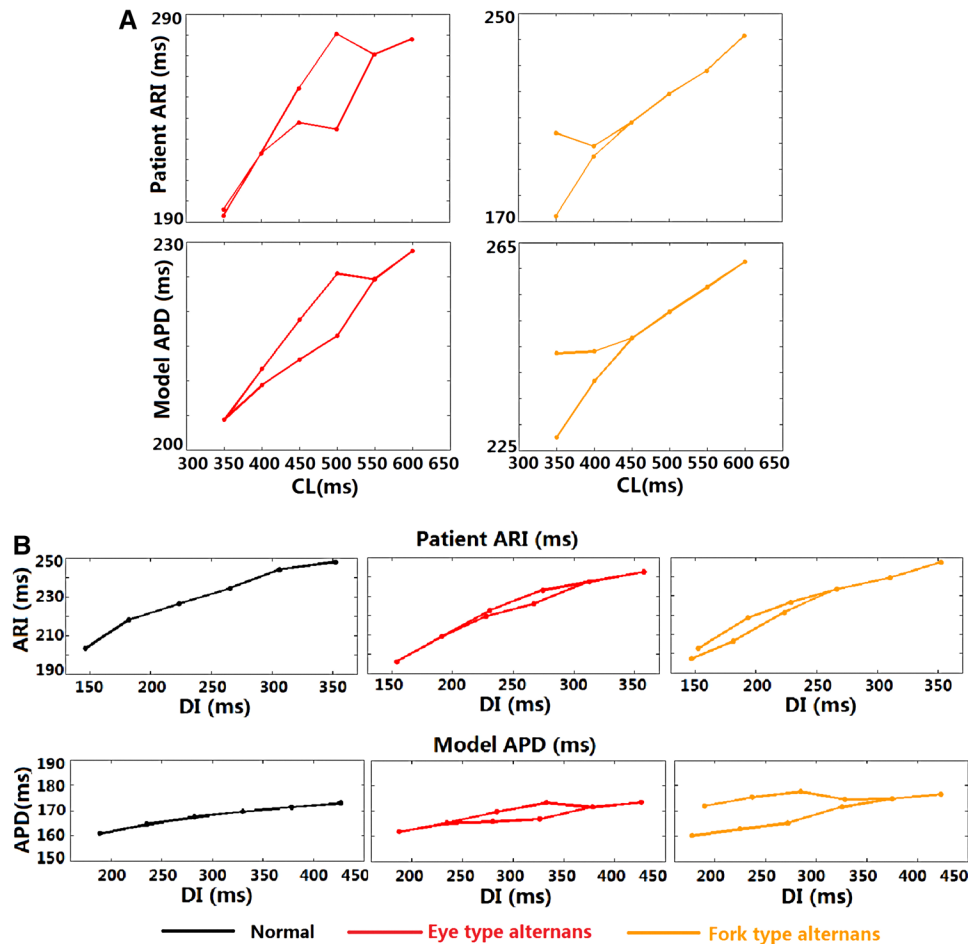 A
Patient ARI (ms)
290
190
250
170
Model APD (ms)
230
200
265
225
300 350 400 450 500 550 600 650
CL(ms)
300 350 400 450 500 550 600 650
CL(ms)
B
Patient ARI (ms)
ARI (ms)
250
230
210
190
150 200 250 300 350
DI (ms)
150 200 250 300 350
DI (ms)
150 200 250 300 350
DI (ms)
Model APD (ms)
APD(ms)
190
180
170
160
150
200 250 300 350 400 450
DI (ms)
200 250 300 350 400 450
DI (ms)
200 250 300 350 400 450
DI (ms)
Normal
Eye type alternans
Fork type alternans